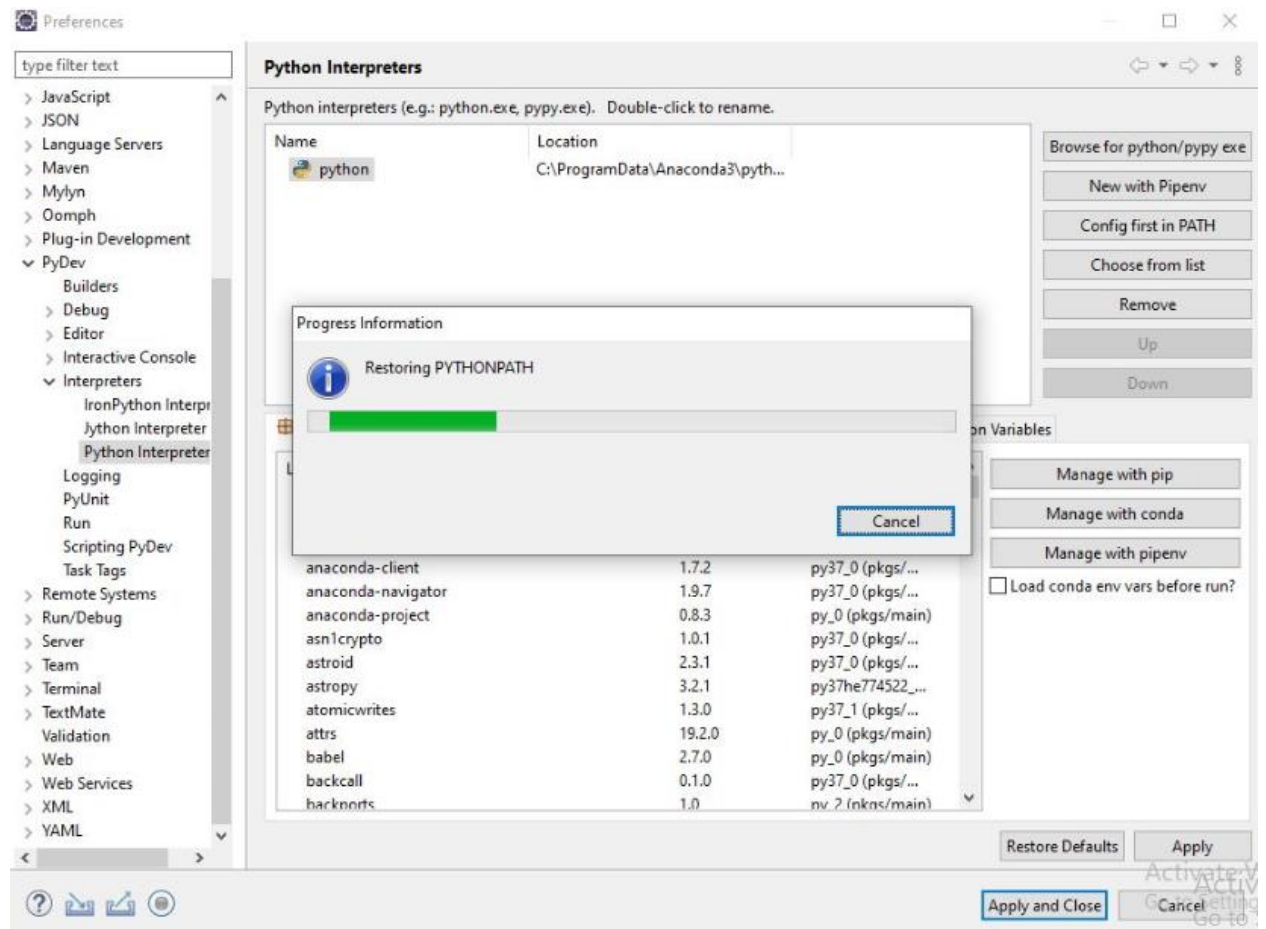 Preferences
type filter text
JavaScript
JSON
Language Servers
Maven
Mylyn
Oomph
Plug-in Development
PyDev
Builders
Debug
Editor
Interactive Console
Interpreters
IronPython Interpr
Jython Interpreter
Python Interpreter
Logging
PyUnit
Run
Scripting PyDev
Task Tags
Remote Systems
Run/Debug
Server
Team
Terminal
TextMate
Validation
Web
Web Services
XML
YAML
Python Interpreters
Python interpreters (e.g.: python.exe, pypy.exe). Double-click to rename.
Name Location
python C:\ProgramData\Anaconda3\pyth...
Browse for python/pypy exe
New with Pipenv
Config first in PATH
Choose from list
Remove
Up
Down
Progress Information
Restoring PYTHONPATH
Cancel
on Variables
anaconda-client 1.7.2 py37_0 (pkgs/...
anaconda-navigator 1.9.7 py37_0 (pkgs/...
anaconda-project 0.8.3 py_0 (pkgs/main)
asn1crypto 1.0.1 py37_0 (pkgs/...
astroid 2.3.1 py37_0 (pkgs/...
astropy 3.2.1 py37he774522_...
atomicwrites 1.3.0 py37_1 (pkgs/...
attrs 19.2.0 py_0 (pkgs/main)
babel 2.7.0 py_0 (pkgs/main)
backcall 0.1.0 py37_0 (pkgs/...
backports 1.0 py_2 (pkgs/main)
Manage with pip
Manage with conda
Manage with pipenv
Load conda env vars before run?
Restore Defaults Apply
Apply and Close Cancel
Go to